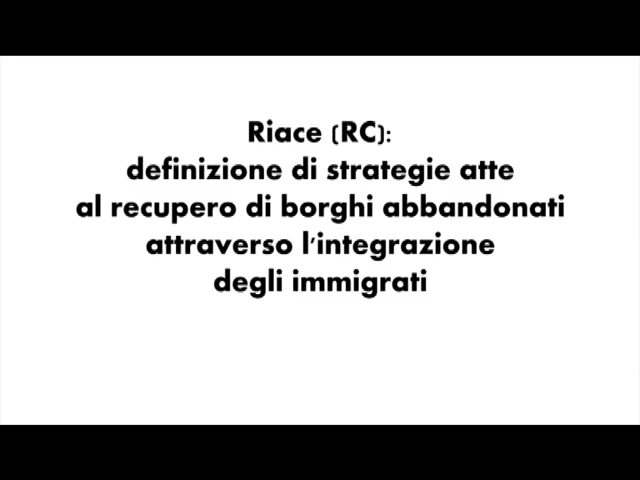 Riace (RC):
definizione di strategie atte
al recupero di borghi abbandonati
attraverso l'integrazione
degli immigrati